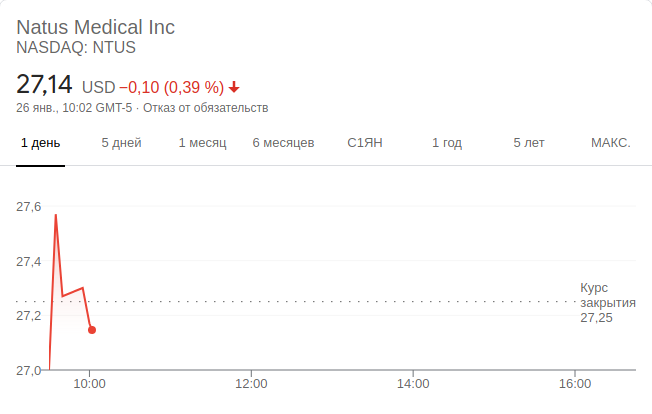 Natus Medical Inc
NASDAQ: NTUS
27,14 USD −0,10 (0,39 %)
26 янв., 10:02 GMT-5 · Отказ от обязательств
1 день 5 дней 1 месяц 6 месяцев С1ЯН 1 год 5 лет МАКС.
27,6
27,4
Курс
закрытия
27,2
27,25
27,0
10:00 12:00 14:00 16:00